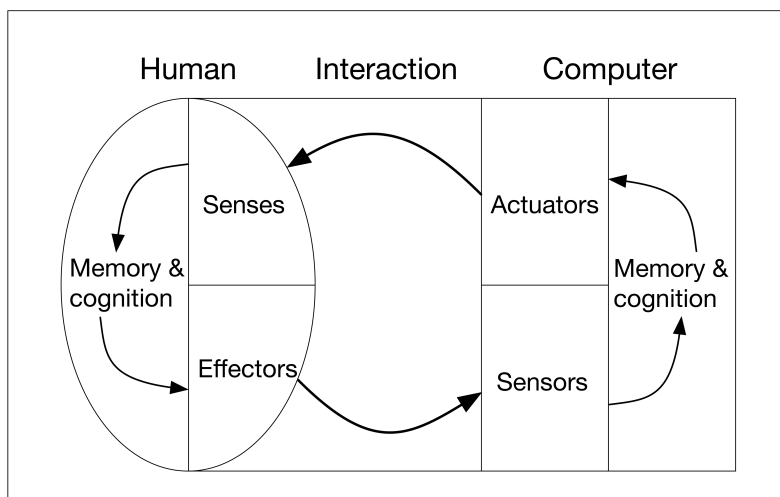 Human Interaction Computer
Senses
Actuators
Memory &
cognition
Memory &
cognition
Effectors
Sensors